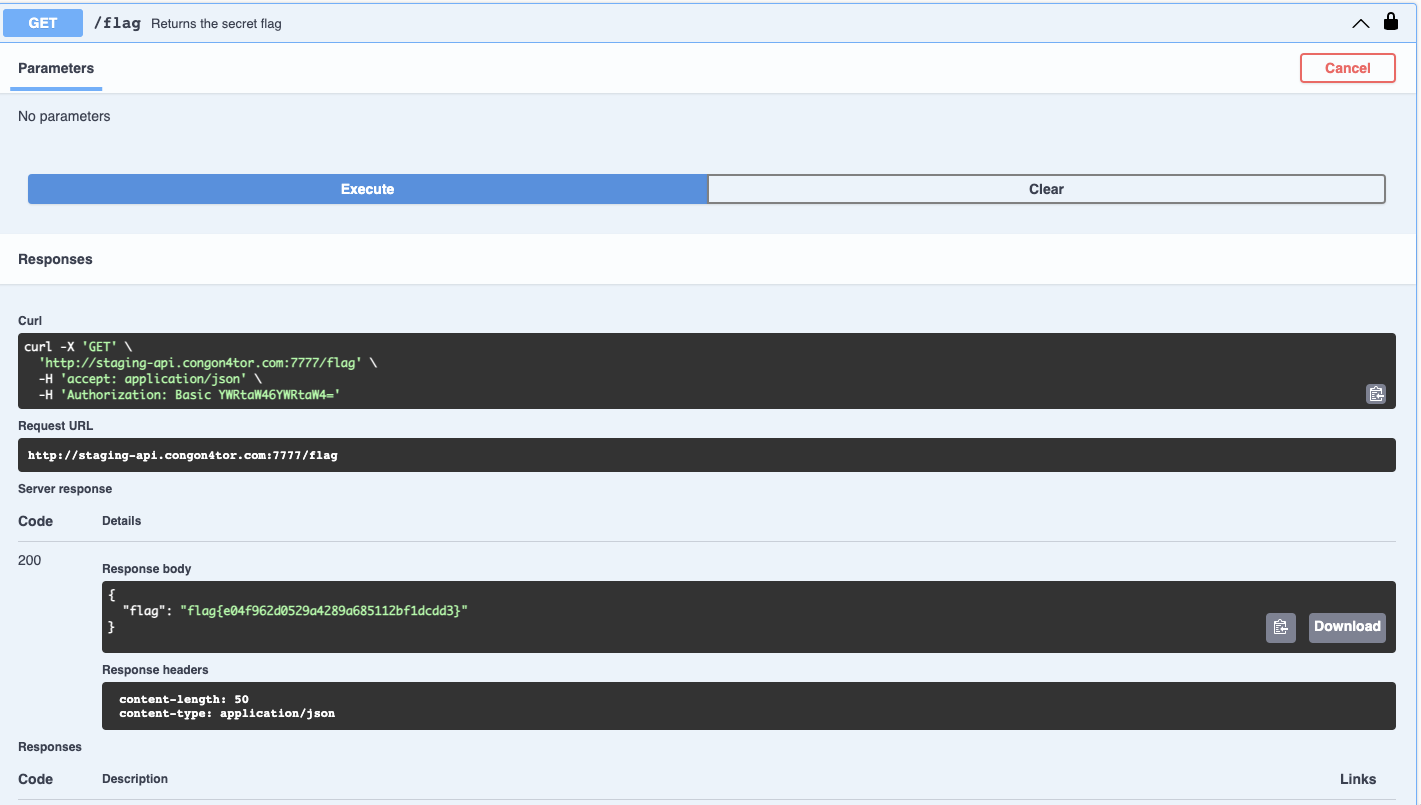 GET /flag Returns the secret flag
Parameters
Cancel
No parameters
Execute
Clear
Responses
Curl
curl -X 'GET' \
'http://staging-api.congon4tor.com:7777/flag' \
-H 'accept: application/json' \
-H 'Authorization: Basic YWRtaW46YWRtaW4='
Request URL
http://staging-api.congon4tor.com:7777/flag
Server response
Code Details
200
Response body
{
"flag": "flag{e04f962d0529a4289a685112bf1dcdd3}"
}
Download
Response headers
content-length: 50
content-type: application/json
Responses
Code Description Links